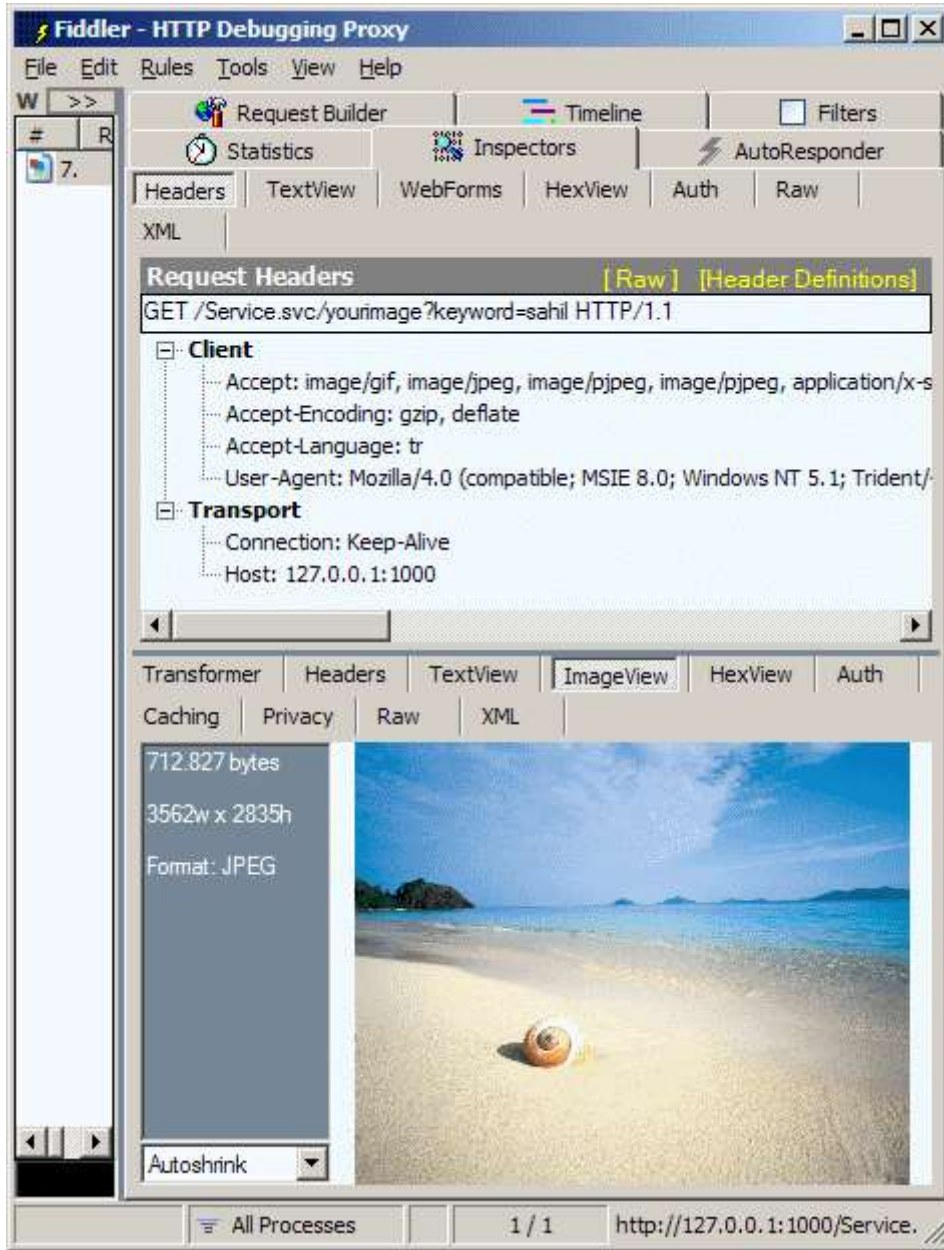 Fiddler - HTTP Debugging Proxy
File Edit Rules Tools View Help
W >>
# R
7.
Request Builder Timeline Filters
Statistics Inspectors AutoResponder
Headers TextView WebForms HexView Auth Raw
XML
Request Headers [ Raw ] [Header Definitions]
GET /Service.svc/yourimage?keyword=sahil HTTP/1.1
Client
Accept: image/gif, image/jpeg, image/pjpeg, image/pjpeg, application/x-s
Accept-Encoding: gzip, deflate
Accept-Language: tr
User-Agent: Mozilla/4.0 (compatible; MSIE 8.0; Windows NT 5.1; Trident/
Transport
Connection: Keep-Alive
Host: 127.0.0.1:1000
Transformer Headers TextView ImageView HexView Auth
Caching Privacy Raw XML
712.827 bytes
3562w x 2835h
Format: JPEG
Autoshrink
All Processes 1 / 1 http://127.0.0.1:1000/Service.